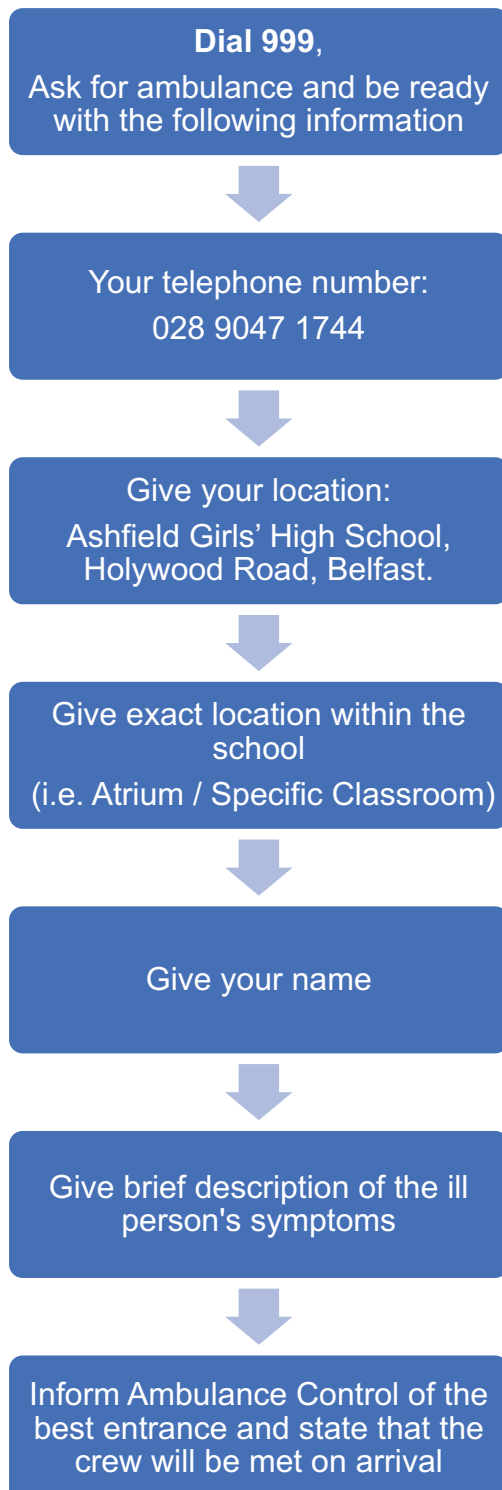 Dial 999,
Ask for ambulance and be ready
with the following information
Your telephone number:
028 9047 1744
Give your location:
Ashfield Girls’ High School,
Holywood Road, Belfast.
Give exact location within the
school
(i.e. Atrium / Specific Classroom)
Give your name
Give brief description of the ill
person's symptoms
Inform Ambulance Control of the
best entrance and state that the
crew will be met on arrival